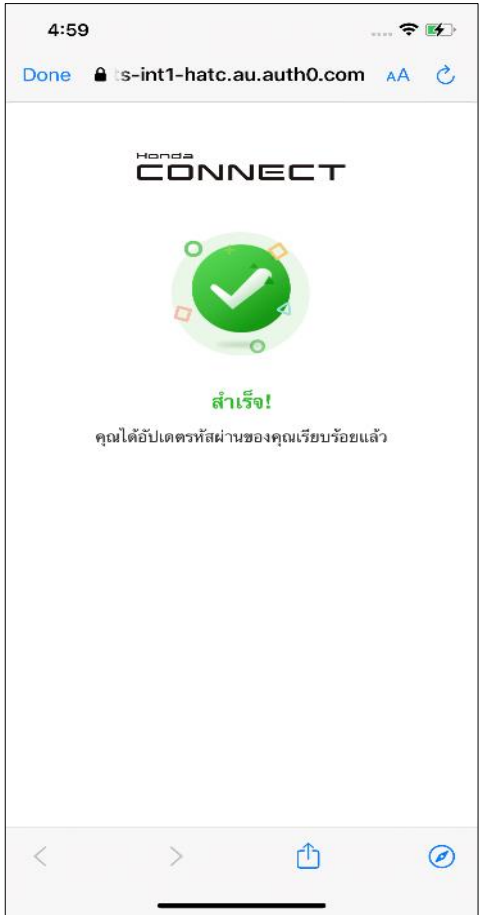 4:59
Done ts-int1-hatc.au.auth0.com AA
Honda
CONNECT
สำเร็จ!
คุณได้อัปเดตรหัสผ่านของคุณเรียบร้อยแล้ว